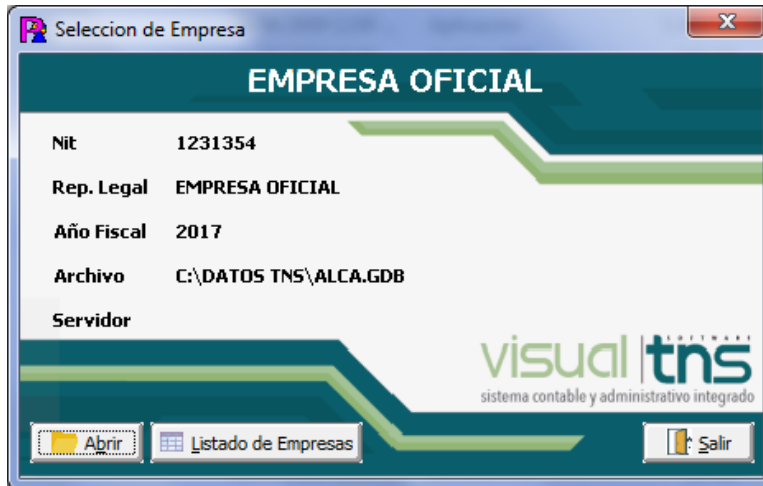 Seleccion de Empresa
EMPRESA OFICIAL
Nit 1231354
Rep. Legal EMPRESA OFICIAL
Año Fiscal 2017
Archivo C:\DATOS TNS\ALCA.GDB
Servidor
SOFTWARE
visual tns
sistema contable y administrativo integrado
Abrir Listado de Empresas Salir